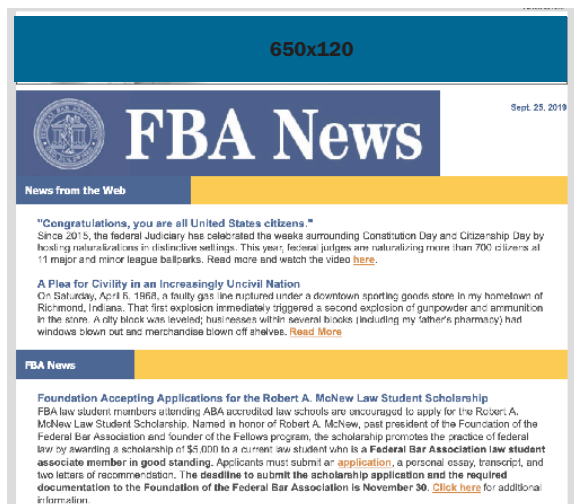 650x120
FBA News
Sept. 25, 2019
News from the Web
"Congratulations, you are all United States citizens."
Since 2015, the federal Judiciary has celebrated the weeks surrounding Constitution Day and Citizenship Day by
hosting naturalizations in distinctive settings. This year, federal judges are naturalizing more than 700 citizens at
11 major and minor league ballparks. Read more and watch the video here.
A Plea for Civility in an Increasingly Uncivil Nation
On Saturday, April 6, 1968, a faulty gas line ruptured under a downtown sporting goods store in my hometown of
Richmond, Indiana. That first explosion immediately triggered a second explosion of gunpowder and ammunition
in the store. A city block was leveled; businesses within several blocks (including my father's pharmacy) had
windows blown out and merchandise blown off shelves. Read More
FBA News
Foundation Accepting Applications for the Robert A. McNew Law Student Scholarship
FBA law student members attending ABA accredited law schools are encouraged to apply for the Robert A.
McNew Law Student Scholarship. Named in honor of Robert A. McNew, past president of the Foundation of the
Federal Bar Association and founder of the Fellows program, the scholarship promotes the practice of federal
law by awarding a scholarship of $5,000 to a current law student who is a Federal Bar Association law student
associate member in good standing. Applicants must submit an application, a personal essay, transcript, and
two letters of recommendation. The deadline to submit the scholarship application and the required
documentation to the Foundation of the Federal Bar Association is November 30. Click here for additional
information.